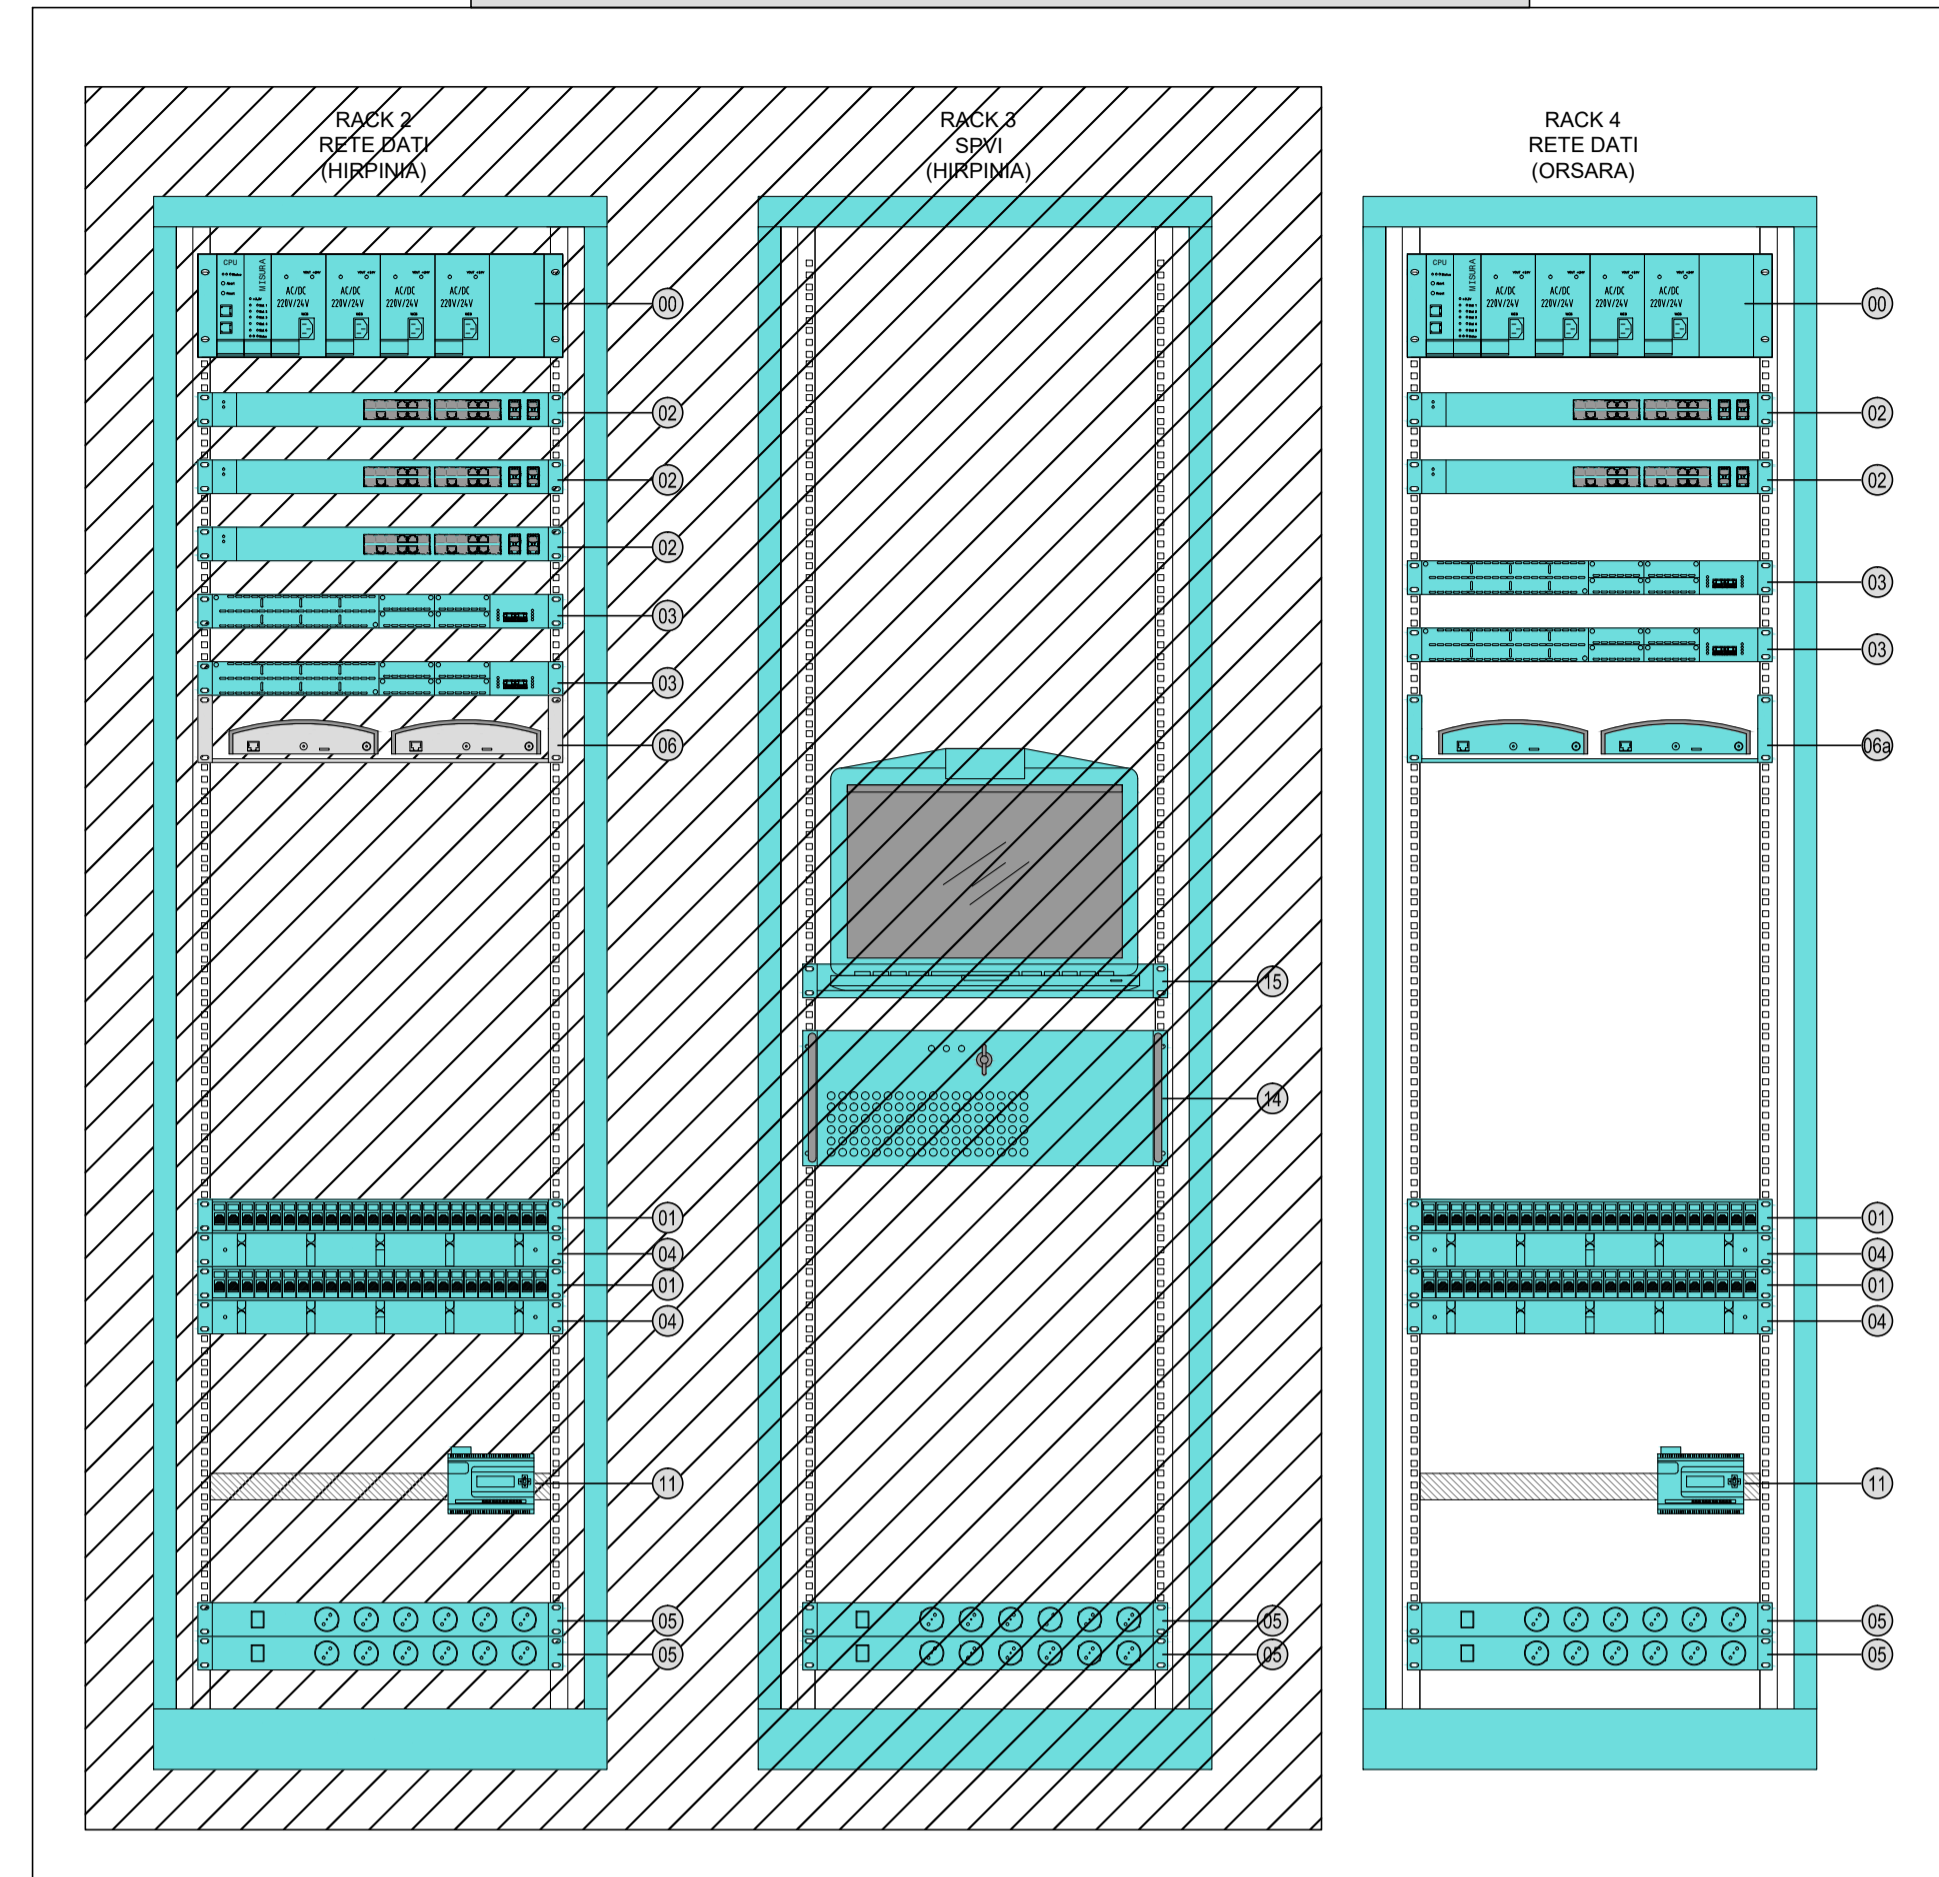 RACK 2
RETE DATI
(HIRPINIA)
RACK 3
SPVI
(HIRPINIA)
RACK 4
RETE DATI
(ORSARA)
CPU
MISURA
AC/DC
220V/24V
AC/DC
220V/24V
AC/DC
220V/24V
AC/DC
220V/24V
00
02
02
02
03
03
06
01
04
01
04
11
05
05
15
14
05
05
CPU
MISURA
AC/DC
220V/24V
AC/DC
220V/24V
AC/DC
220V/24V
AC/DC
220V/24V
00
02
02
03
03
06a
01
04
01
04
11
05
05